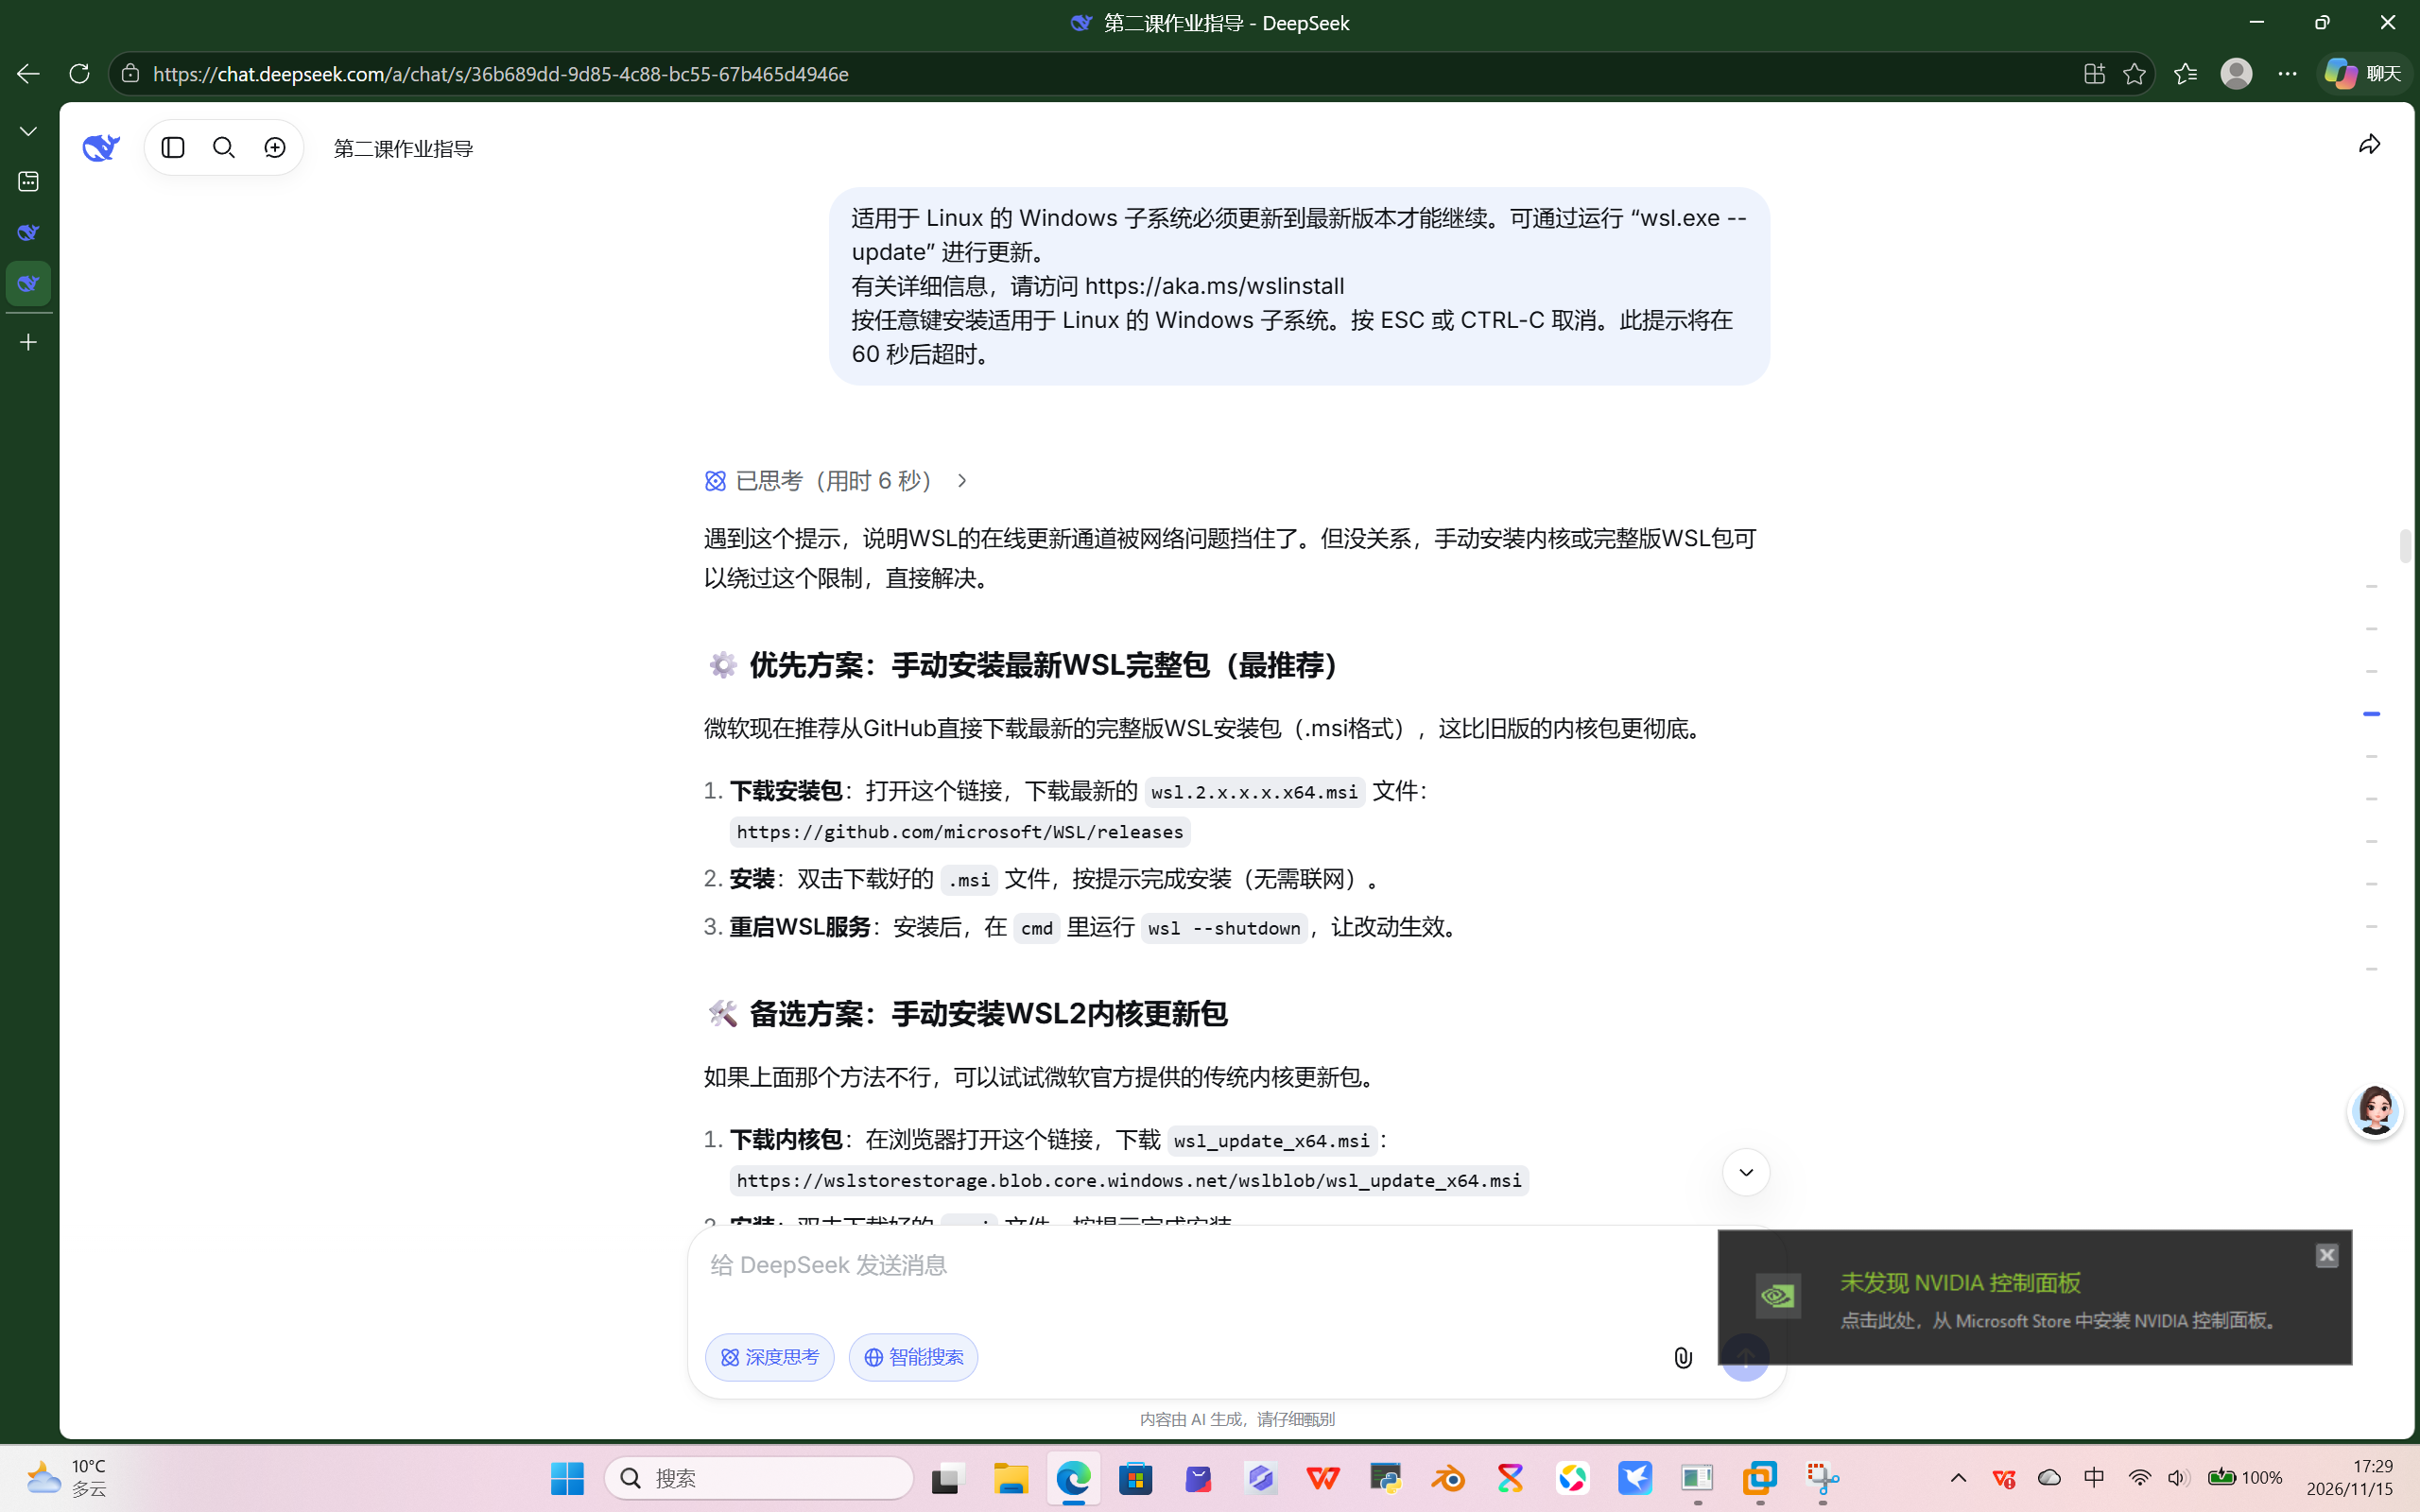 第二课作业指导 - DeepSeek
https://chat.deepseek.com/a/chat/s/36b689dd-9d85-4c88-bc55-67b465d4946e
聊天
第二课作业指导
适用于 Linux 的 Windows 子系统必须更新到最新版本才能继续。可通过运行 “wsl.exe --
update” 进行更新。
有关详细信息，请访问 https://aka.ms/wslinstall
按任意键安装适用于 Linux 的 Windows 子系统。按 ESC 或 CTRL-C 取消。此提示将在
60 秒后超时。
已思考（用时 6 秒）
遇到这个提示，说明WSL的在线更新通道被网络问题挡住了。但没关系，手动安装内核或完整版WSL包可
以绕过这个限制，直接解决。
优先方案：手动安装最新WSL完整包（最推荐）
微软现在推荐从GitHub直接下载最新的完整版WSL安装包（.msi格式），这比旧版的内核包更彻底。
1. 下载安装包：打开这个链接，下载最新的 wsl.2.x.x.x.x64.msi 文件：
https://github.com/microsoft/WSL/releases
2. 安装：双击下载好的 .msi 文件，按提示完成安装（无需联网）。
3. 重启WSL服务：安装后，在 cmd 里运行 wsl --shutdown，让改动生效。
备选方案：手动安装WSL2内核更新包
如果上面那个方法不行，可以试试微软官方提供的传统内核更新包。
1. 下载内核包：在浏览器打开这个链接，下载 wsl_update_x64.msi：
https://wslstorestorage.blob.core.windows.net/wslblob/wsl_update_x64.msi
给 DeepSeek 发送消息
深度思考
智能搜索
内容由 AI 生成，请仔细甄别
未发现 NVIDIA 控制面板
点击此处，从 Microsoft Store 中安装 NVIDIA 控制面板。
10°C
多云
搜索
中
100%
17:29
2026/11/15